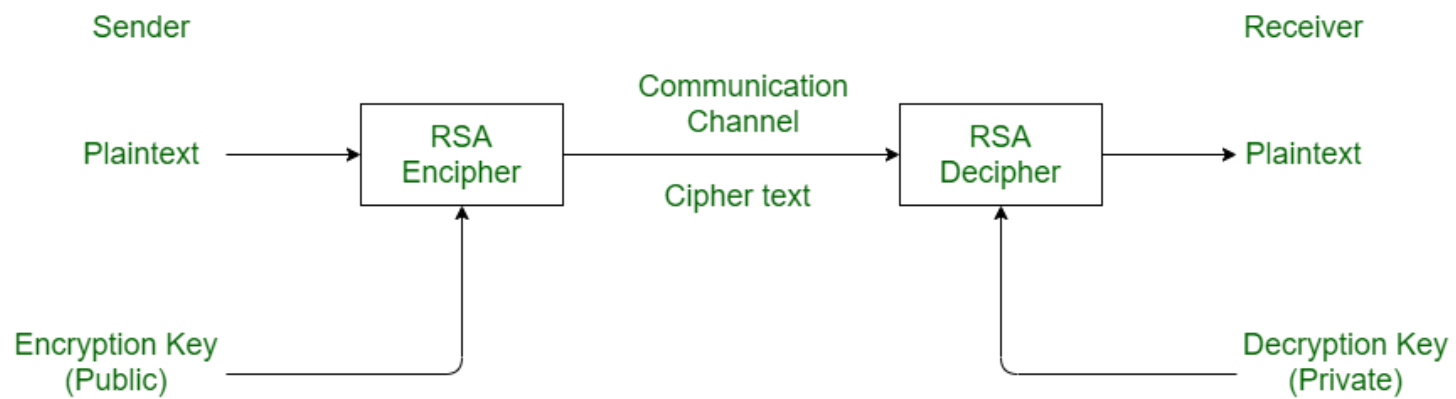 Sender
Receiver
Communication
Channel
Plaintext
RSA
Encipher
RSA
Decipher
Plaintext
Cipher text
Encryption Key
(Public)
Decryption Key
(Private)